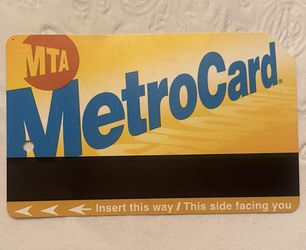 MTA
MetroCard®
Insert this way / This side facing you